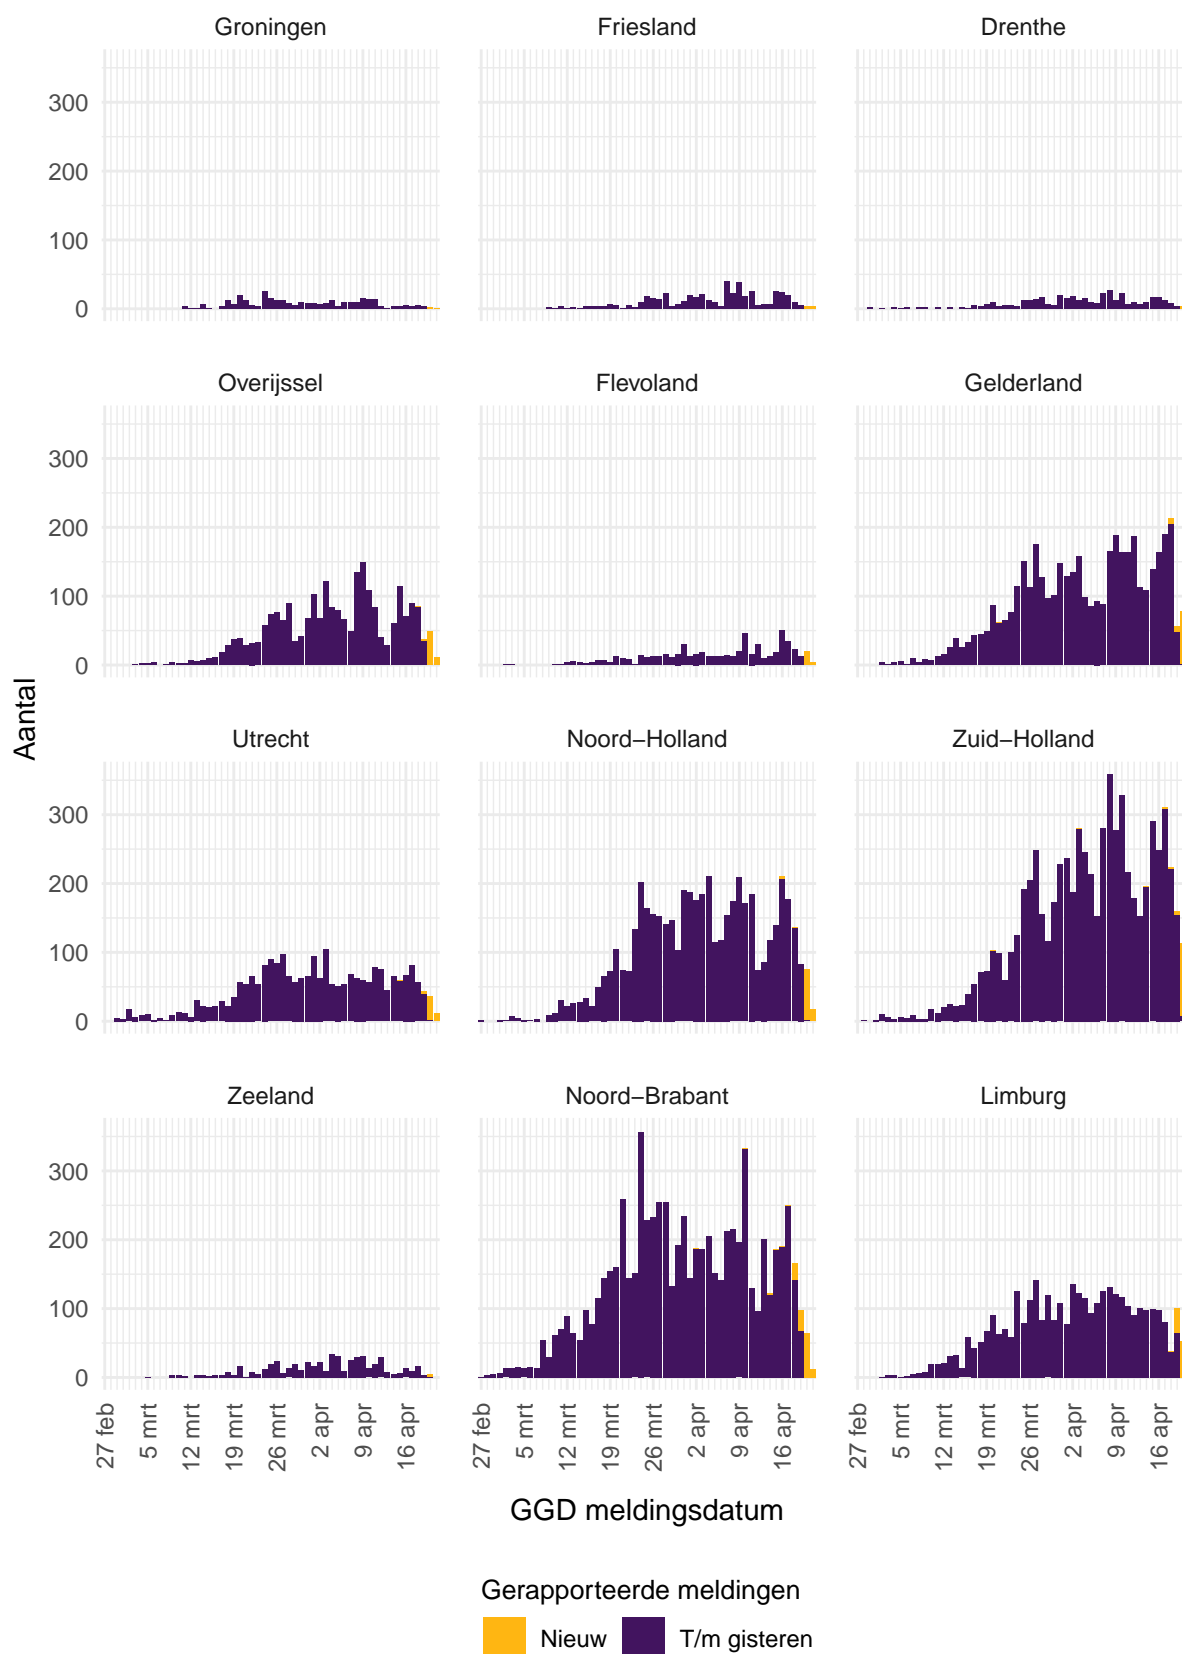 Groningen
Friesland
Drenthe
300
200
100
0
Overijssel
Flevoland
Gelderland
300
200
100
0
Aantal
Utrecht
Noord−Holland
Zuid−Holland
300
200
100
0
Zeeland
Noord−Brabant
Limburg
300
200
100
0
27 feb
5 mrt
12 mrt
19 mrt
26 mrt
2 apr
9 apr
16 apr
27 feb
5 mrt
12 mrt
19 mrt
26 mrt
2 apr
9 apr
16 apr
27 feb
5 mrt
12 mrt
19 mrt
26 mrt
2 apr
9 apr
16 apr
GGD meldingsdatum
Gerapporteerde meldingen
Nieuw T/m gisteren